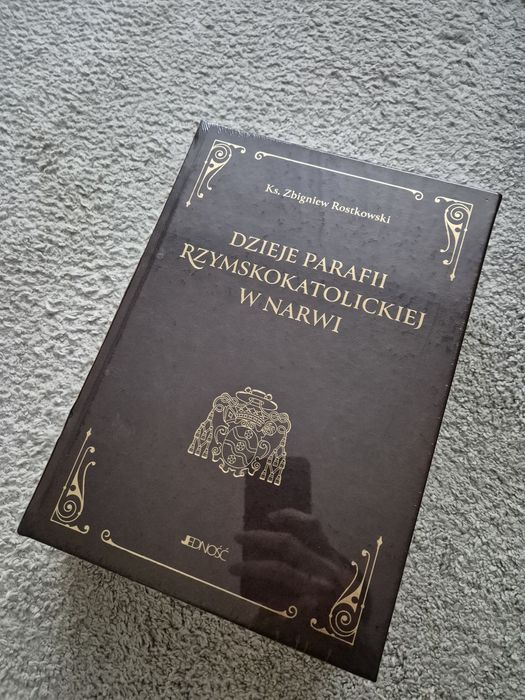 Ks. Zbigniew Rostkowski
DZIEJE PARAFII
RZYMSKOKATOLICKIEJ
W NARWI
JEDNOŚĆ